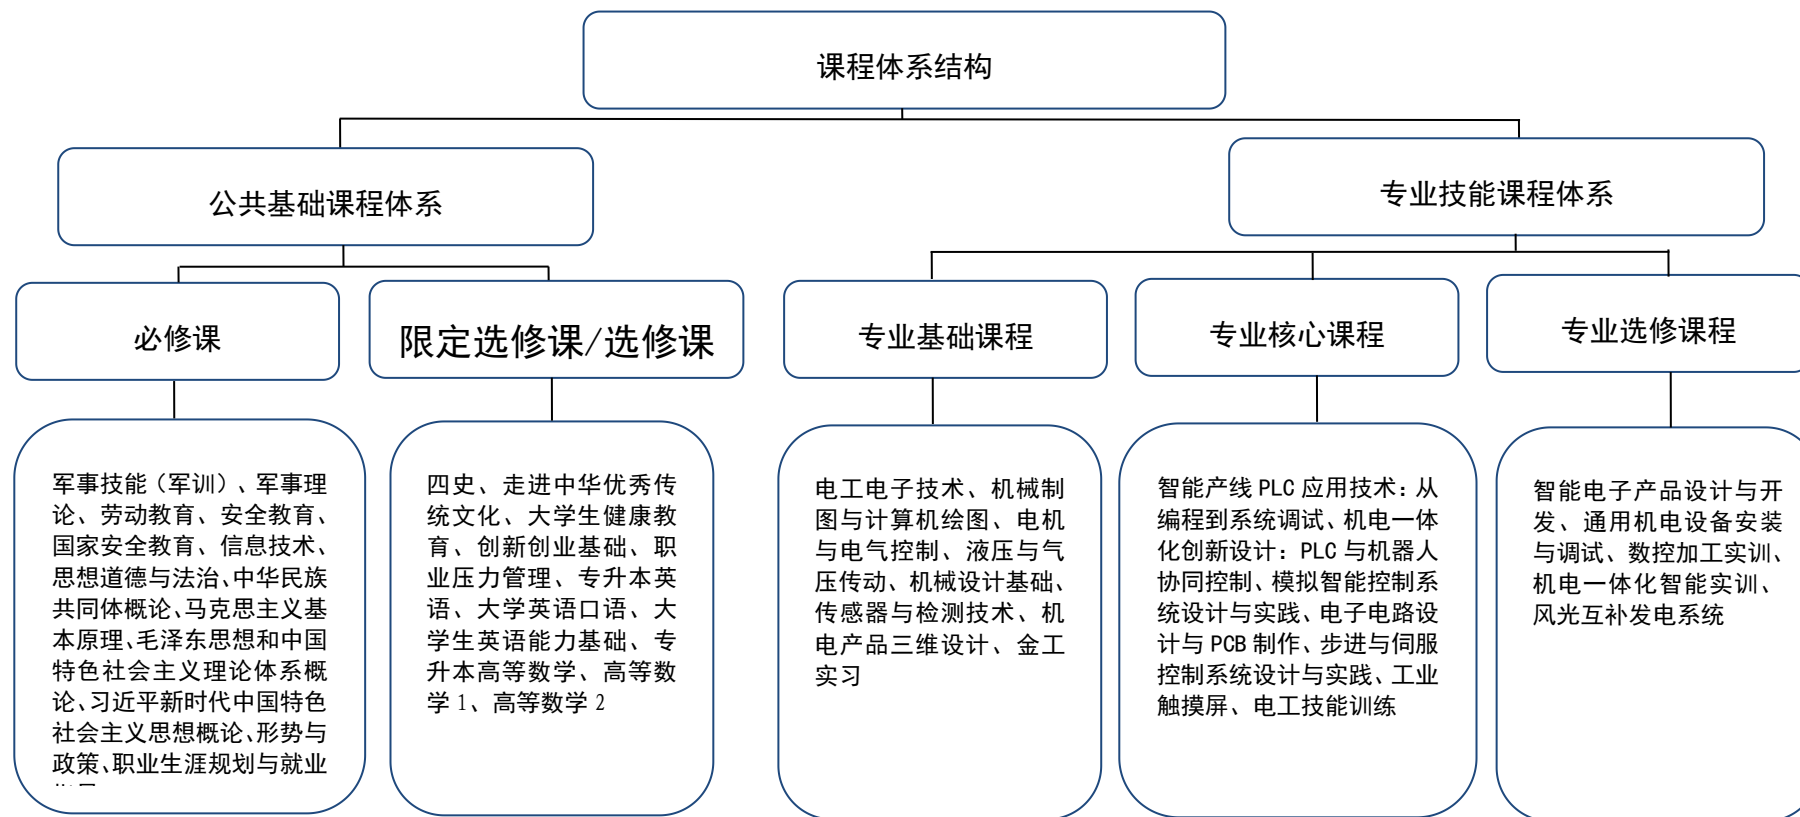 课程体系结构
公共基础课程体系
专业技能课程体系
必修课
限定选修课/选修课
专业基础课程
专业核心课程
专业选修课程
军事技能（军训）、军事理
论、劳动教育、安全教育、
国家安全教育、信息技术、
思想道德与法治、中华民族
共同体概论、马克思主义基
本原理、毛泽东思想和中国
特色社会主义理论体系概
论、习近平新时代中国特色
社会主义思想概论、形势与
政策、职业生涯规划与就业
四史、走进中华优秀传
统文化、大学生健康教
育、创新创业基础、职
业压力管理、专升本英
语、大学英语口语、大
学生英语能力基础、专
升本高等数学、高等数
学 1、高等数学 2
电工电子技术、机械制
图与计算机绘图、电机
与电气控制、液压与气
压传动、机械设计基础、
传感器与检测技术、机
电产品三维设计、金工
实习
智能产线 PLC 应用技术：从
编程到系统调试、机电一体
化创新设计：PLC 与机器人
协同控制、模拟智能控制系
统设计与实践、电子电路设
计与 PCB 制作、步进与伺服
控制系统设计与实践、工业
触摸屏、电工技能训练
智能电子产品设计与开
发、通用机电设备安装
与调试、数控加工实训、
机电一体化智能实训、
风光互补发电系统